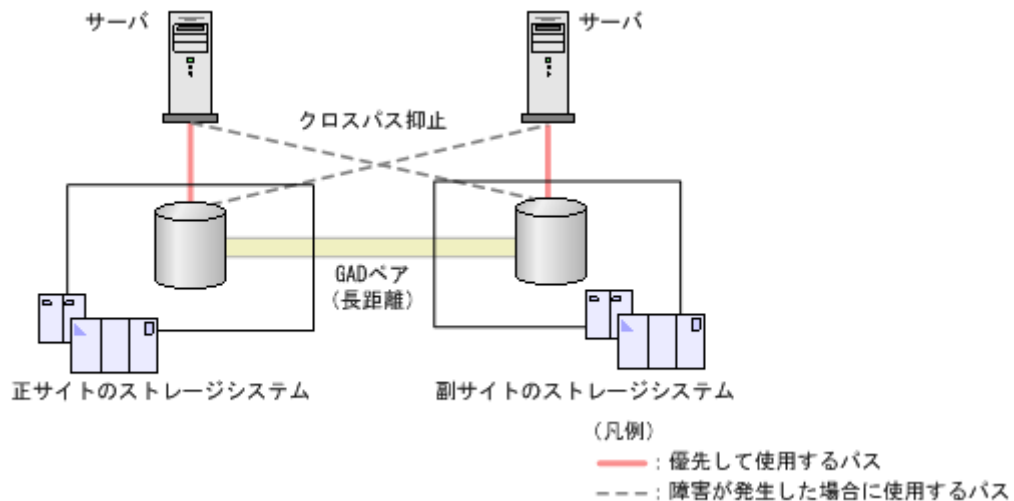 サーバ
サーバ
クロスパス抑止
GADペア
（長距離）
正サイトのストレージシステム
副サイトのストレージシステム
（凡例）
：優先して使用するパス
：障害が発生した場合に使用するパス